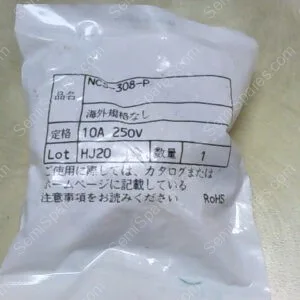 NCS-308-P
品名
海外規格なし
定格 10A 250V
Lot HJ20 数量 1
ご使用に際しては、カタログまたは
ホームページに記載している
注意事項をお読みください
RoHS
SemiSpares.com